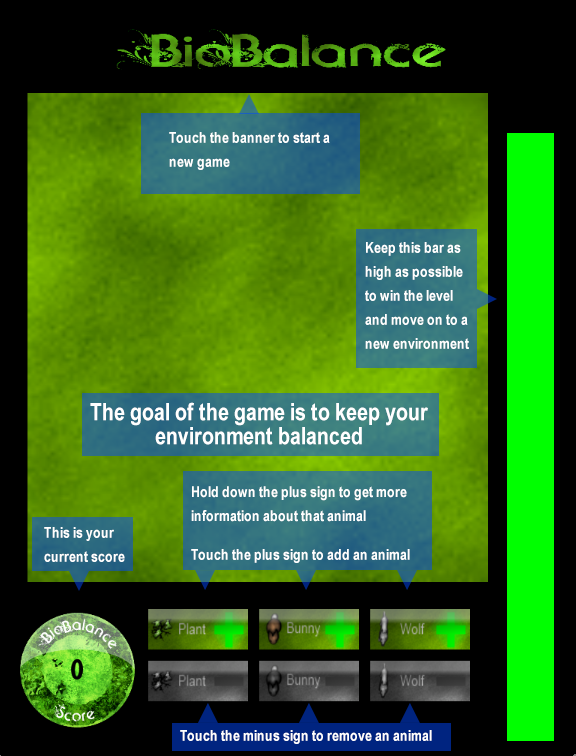 BioBalance
Touch the banner to start a
new game
Keep this bar as
high as possible
to win the level
and move on to a
new environment
The goal of the game is to keep your
environment balanced
Hold down the plus sign to get more
information about that animal
Touch the plus sign to add an animal
This is your
current score
BioBalance
0
Score
Plant
Bunny
Wolf
Plant
Bunny
Wolf
Touch the minus sign to remove an animal